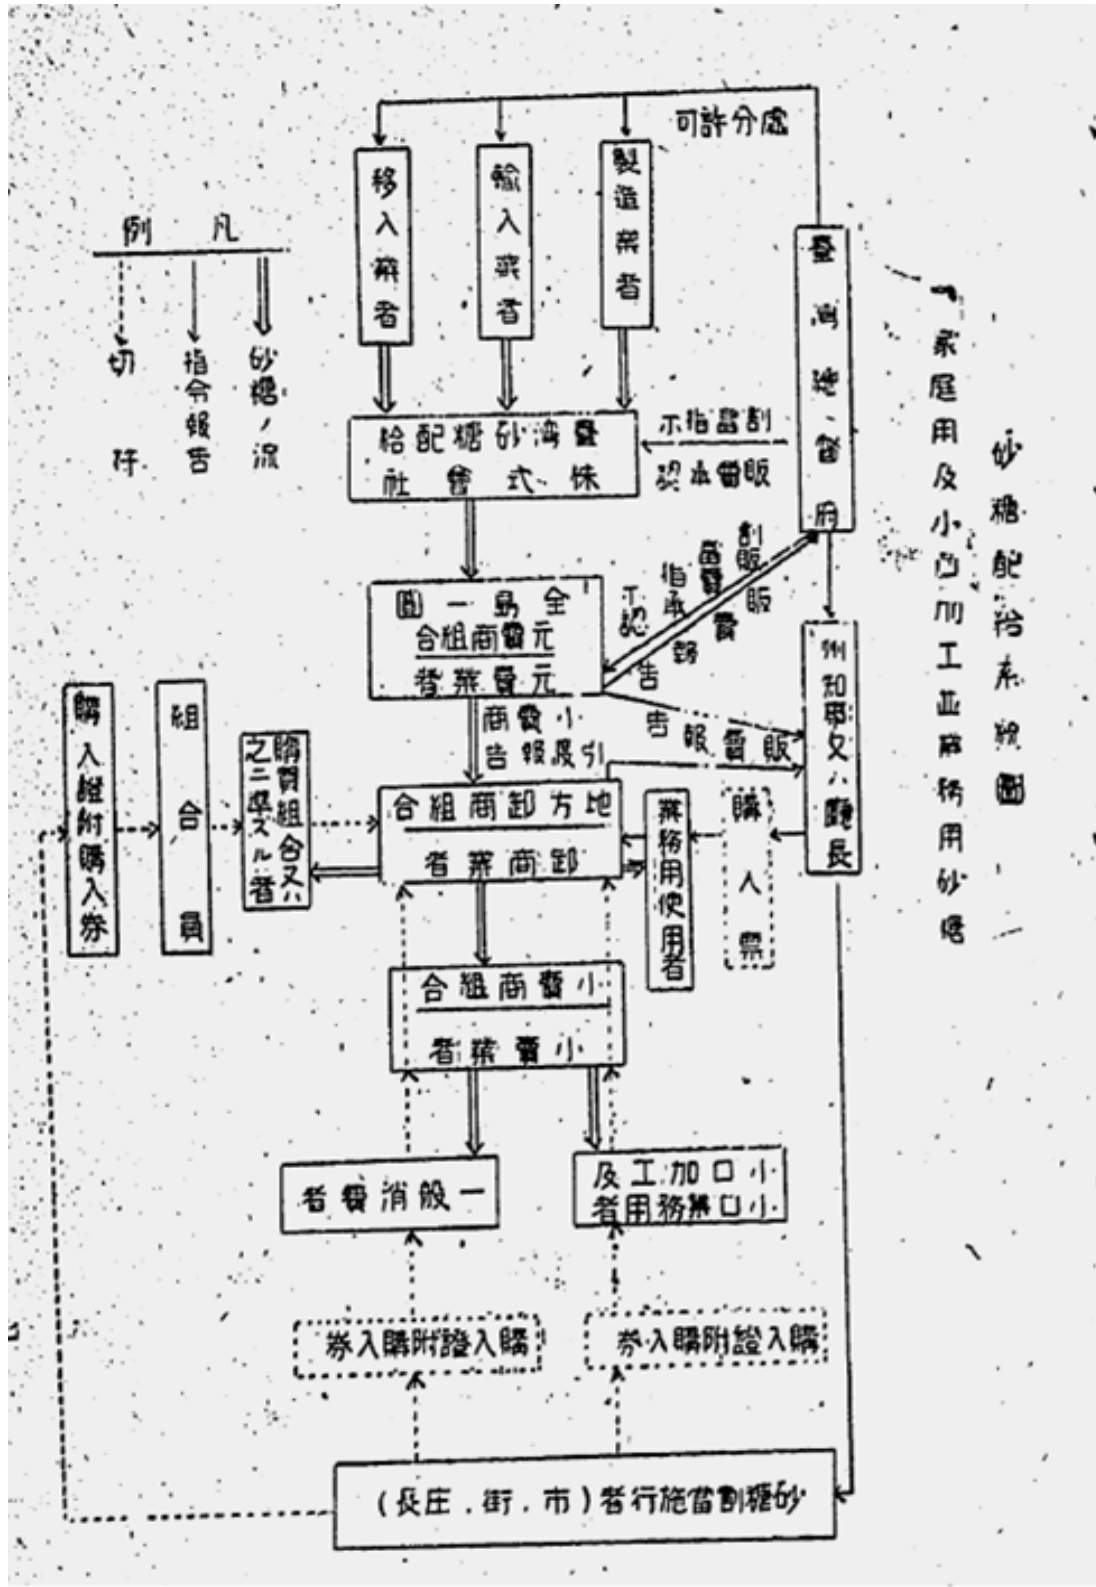 砂糖配給系統圖
「家庭用及小口加工並業務用砂糖
凡例
砂糖ノ流
指令報告
切符
可許分處
製造業者
輸入業者
移入業者
臺灣總督府
臺灣砂糖配給
株式會社
割當指示
販賣承認
全島一圓
元賣商組合
元賣業者
割當指示
販賣承認
販賣報告
販賣報告
小賣商
引渡報告
州知事又ハ廳長
地方卸商組合
卸商業者
購買組合又ハ
之ニ準ズル者
組合員
購入證附購入券
業務用使用者
購入票
小賣商組合
小賣業者
一般消費者
小口加工及
小口業務用者
購入證附購入券
購入證附購入券
砂糖割當施行者(市.街.庄長)